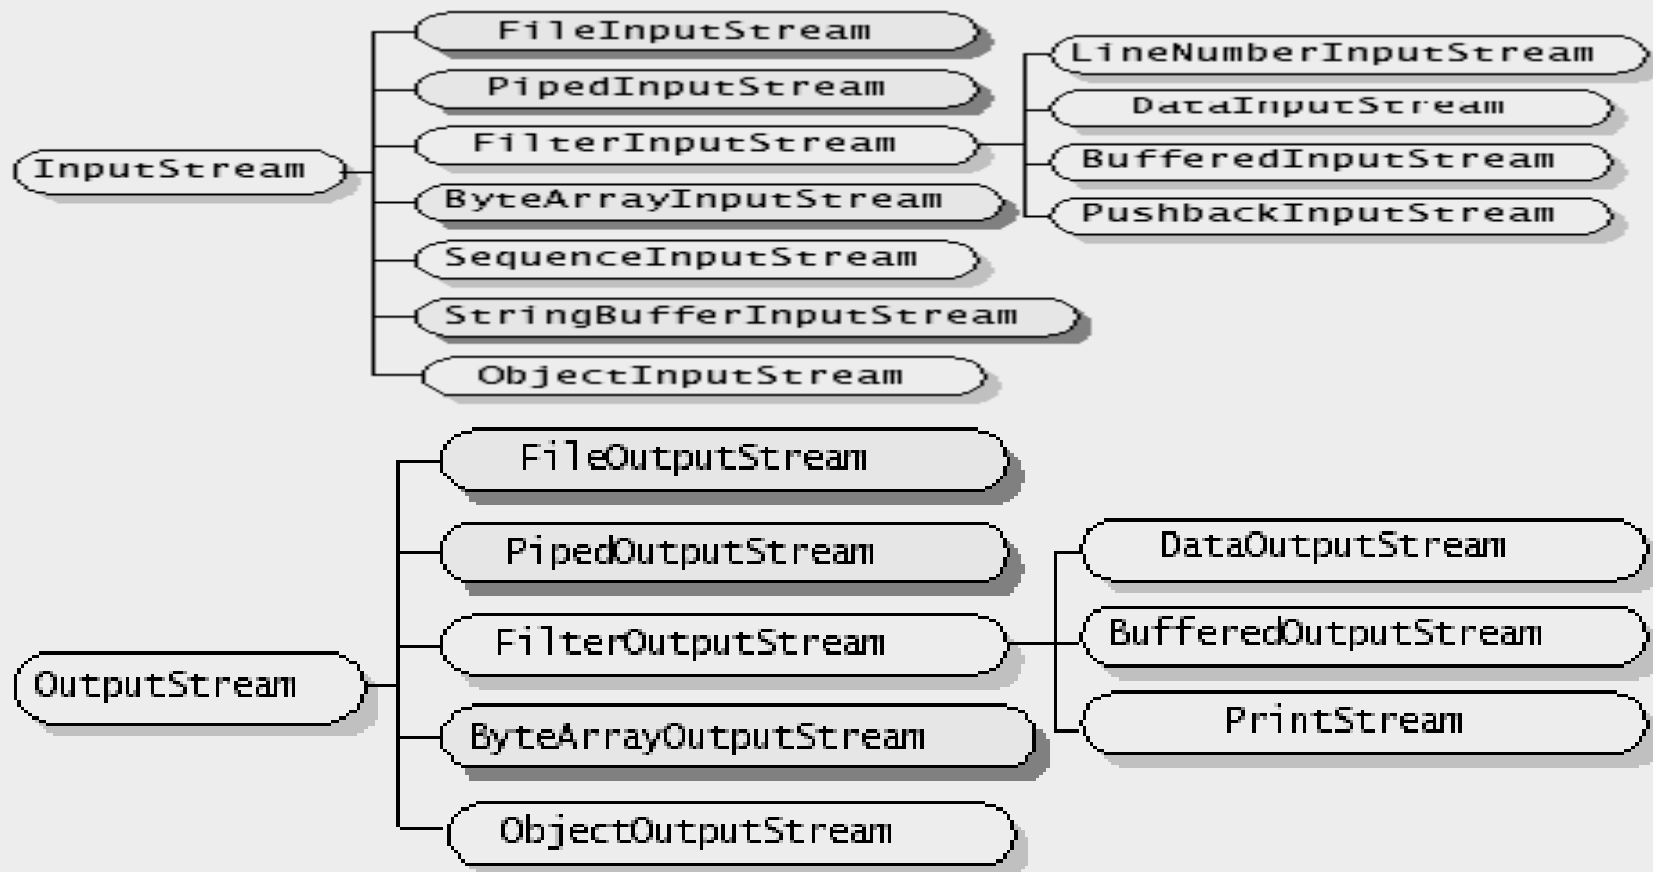 InputStream
FileInputStream
PipedInputStream
FilterInputStream
ByteArrayInputStream
SequenceInputStream
StringBufferInputStream
ObjectInputStream
LineNumberInputStream
DataInputStream
BufferedInputStream
PushbackInputStream
OutputStream
FileOutputStream
PipedOutputStream
FilterOutputStream
ByteArrayOutputStream
ObjectOutputStream
DataOutputStream
BufferedOutputStream
PrintStream